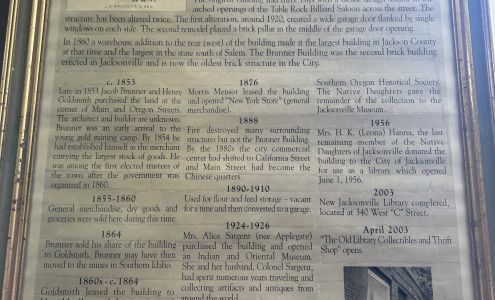 arched openings of the Table Rock Billiard Saloon across the street. The
structure has been altered twice. The first alteration, around 1920, created a wide garage door flanked by single
windows on each side. The second remodel placed a brick pillar in the middle of the garage door opening.
In 1860 a warehouse addition to the rear (west) of the building made it the largest building in Jackson County
at that time and the largest in the state south of Salem. The Brunner Building was the second brick building
erected in Jacksonville and is now the oldest brick structure in the City.
c. 1853
Late in 1853 Jacob Brunner and Henry
Goldsmith purchased the land at the
corner of Main and Oregon Streets.
The architect and builder are unknown.
Brunner was an early arrival to the
young gold mining camp. By 1854 he
had established himself as the merchant
carrying the largest stock of goods. He
was among the first elected trustees of
the town after the government was
organized in 1860.
1855-1860
General merchandise, dry goods and
groceries were sold here during this time.
1864
Brunner sold his share of the building
to Goldsmith. Brunner may have then
moved to the mines in Southern Idaho.
1860s - c. 1864
Goldsmith leased the building to
1876
Morris Mensor leased the building
and opened "New York Store" (general
merchandise).
1888
Fire destroyed many surrounding
structures but not the Brunner Building.
By the 1880s the city commercial
center had shifted to California Street
and Main Street had become the
Chinese quarters.
1890-1910
Used for flour and feed storage - vacant
for a time and then converted to a garage.
1924-1926
Mrs. Alice Sargent (nee Applegate)
purchased the building and opened
an Indian and Oriental Museum.
She and her husband, Colonel Sargent,
had spent numerous years traveling and
collecting artifacts and antiques from
around the world.
Southern Oregon Historical Society.
The Native Daughters gave the
remainder of the collection to the
Jacksonville Museum.
1956
Mrs. H. K. (Leona) Hanna, the last
remaining member of the Native
Daughters of Jacksonville donated the
building to the City of Jacksonville
for use as a library which opened
June 1, 1956.
2003
New Jacksonville Library completed,
located at 340 West "C" Street.
April 2003
"The Old Library Collectibles and Thrift
Shop" opens.